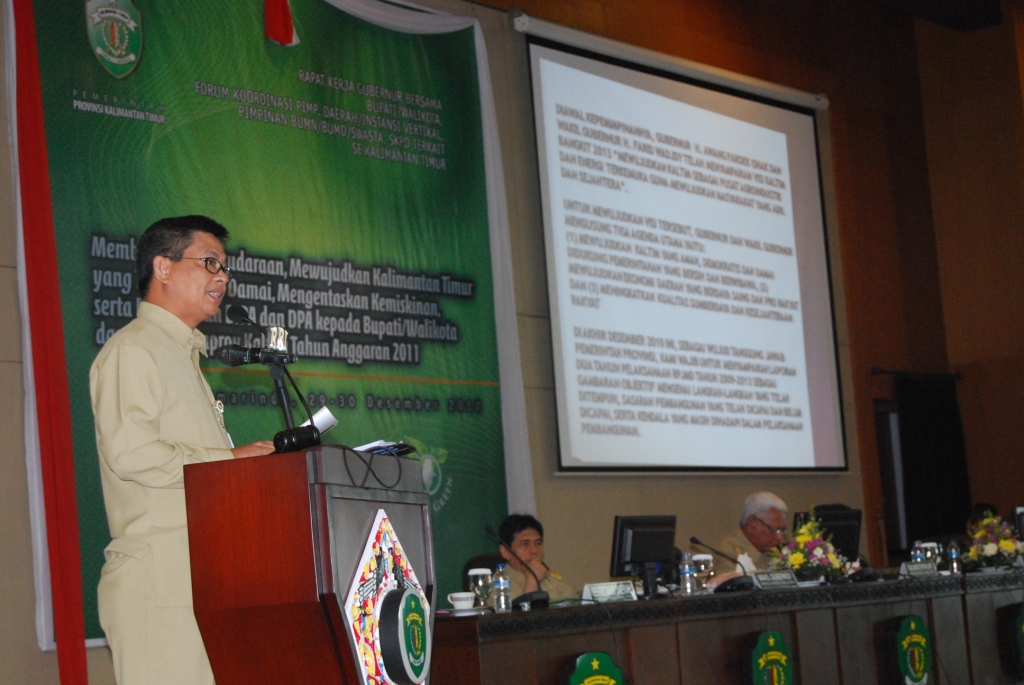 PEMERINTAH
PROVINSI KALIMANTAN TIMUR
RAPAT KERJA GUBERNUR BERSAMA
BUPATI/WALIKOTA,
FORUM KOORDINASI PIMP. DAERAH/INSTANSI VERTIKAL,
PIMPINAN BUMN/BUMD/SWASTA, SKPD TERKAIT
SE KALIMANTAN TIMUR
Memb daraan, Mewujudkan Kalimantan Timur
yang Damai, Mengentaskan Kemiskinan,
serta DPA kepada Bupati/Walikota
Tahun Anggaran 2011
29-30 Desember 2010
GREEN
DIAWAL KEPEMIMPINANNYA, GUBERNUR H. AWANG FAROEK ISHAK DAN
WAKIL GUBERNUR H. FARID WADJDY TELAH MENYAMPAIKAN VISI KALTIM
BANGKIT 2013 "MEWUJUDKAN KALTIM SEBAGAI PUSAT AGROINDUSTRI
DAN ENERGI TERKEMUKA GUNA MEWUJUDKAN MASYARAKAT YANG ADIL
DAN SEJAHTERA".
UNTUK MEWUJUDKAN VISI TERSEBUT, GUBERNUR DAN WAKIL GUBERNUR
MENGUSUNG TIGA AGENDA UTAMA YAITU:
(1) MEWUJUDKAN KALTIM YANG AMAN, DEMOKRATIS DAN DAMAI
DIDUKUNG PEMERINTAHAN YANG BERSIH DAN BERWIBAWA, (2)
MEWUJUDKAN EKONOMI DAERAH YANG BERDAYA SAING DAN PRO RAKYAT
DAN (3) MENINGKATKAN KUALITAS SUMBERDAYA DAN KESEJAHTERAAN
RAKYAT
DI AKHIR DESEMBER 2010 INI, SEBAGAI WUJUD TANGGUNG JAWAB
PEMERINTAH PROVINSI, KAMI WAJIB UNTUK MENYAMPAIKAN LAPORAN
DUA TAHUN PELAKSANAAN RPJMD TAHUN 2009-2013 SEBAGAI
GAMBARAN OBJEKTIF MENGENAI LANGKAH-LANGKAH YANG TELAH
DITEMPUH, SASARAN PEMBANGUNAN YANG TELAH DICAPAI DAN BELUM
DICAPAI, SERTA KENDALA YANG MASIH DIHADAPI DALAM PELAKSANAAN
PEMBANGUNAN.